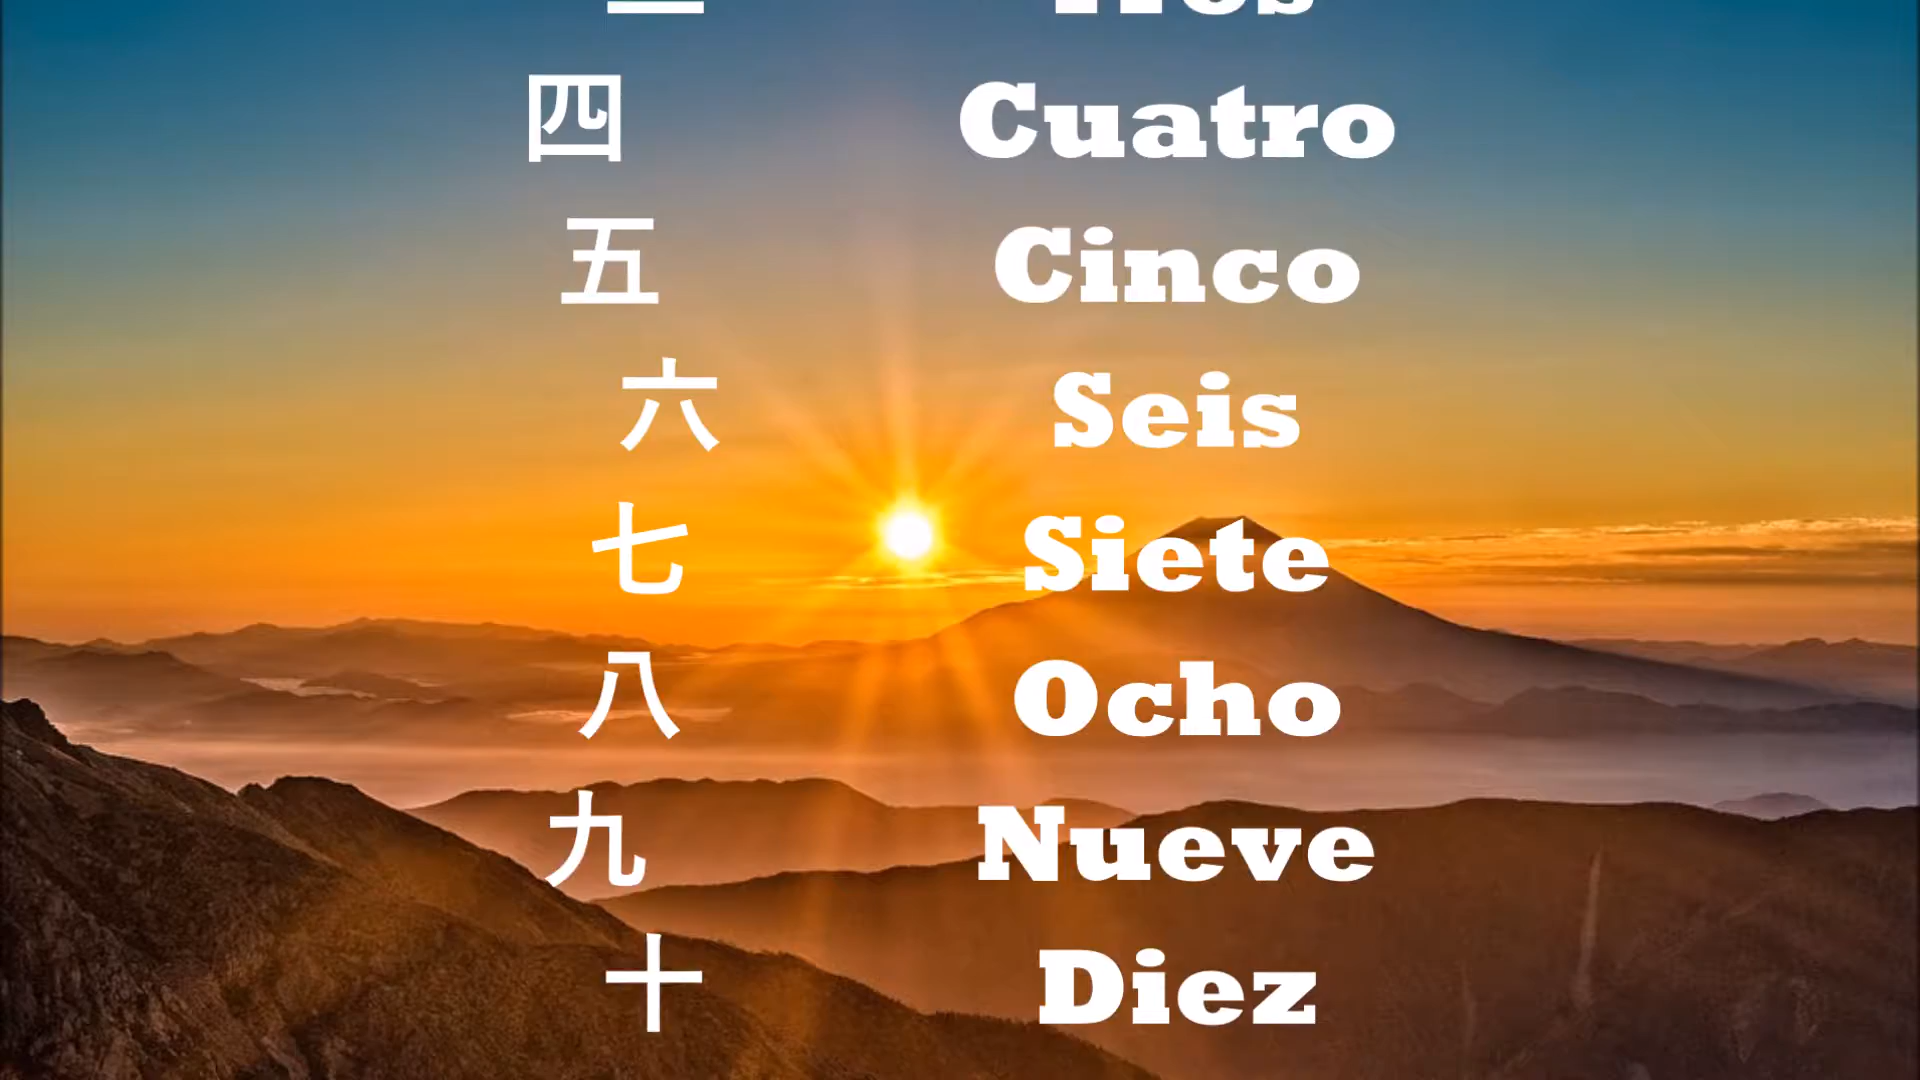 四 Cuatro
五 Cinco
六 Seis
七 Siete
八 Ocho
九 Nueve
十 Diez